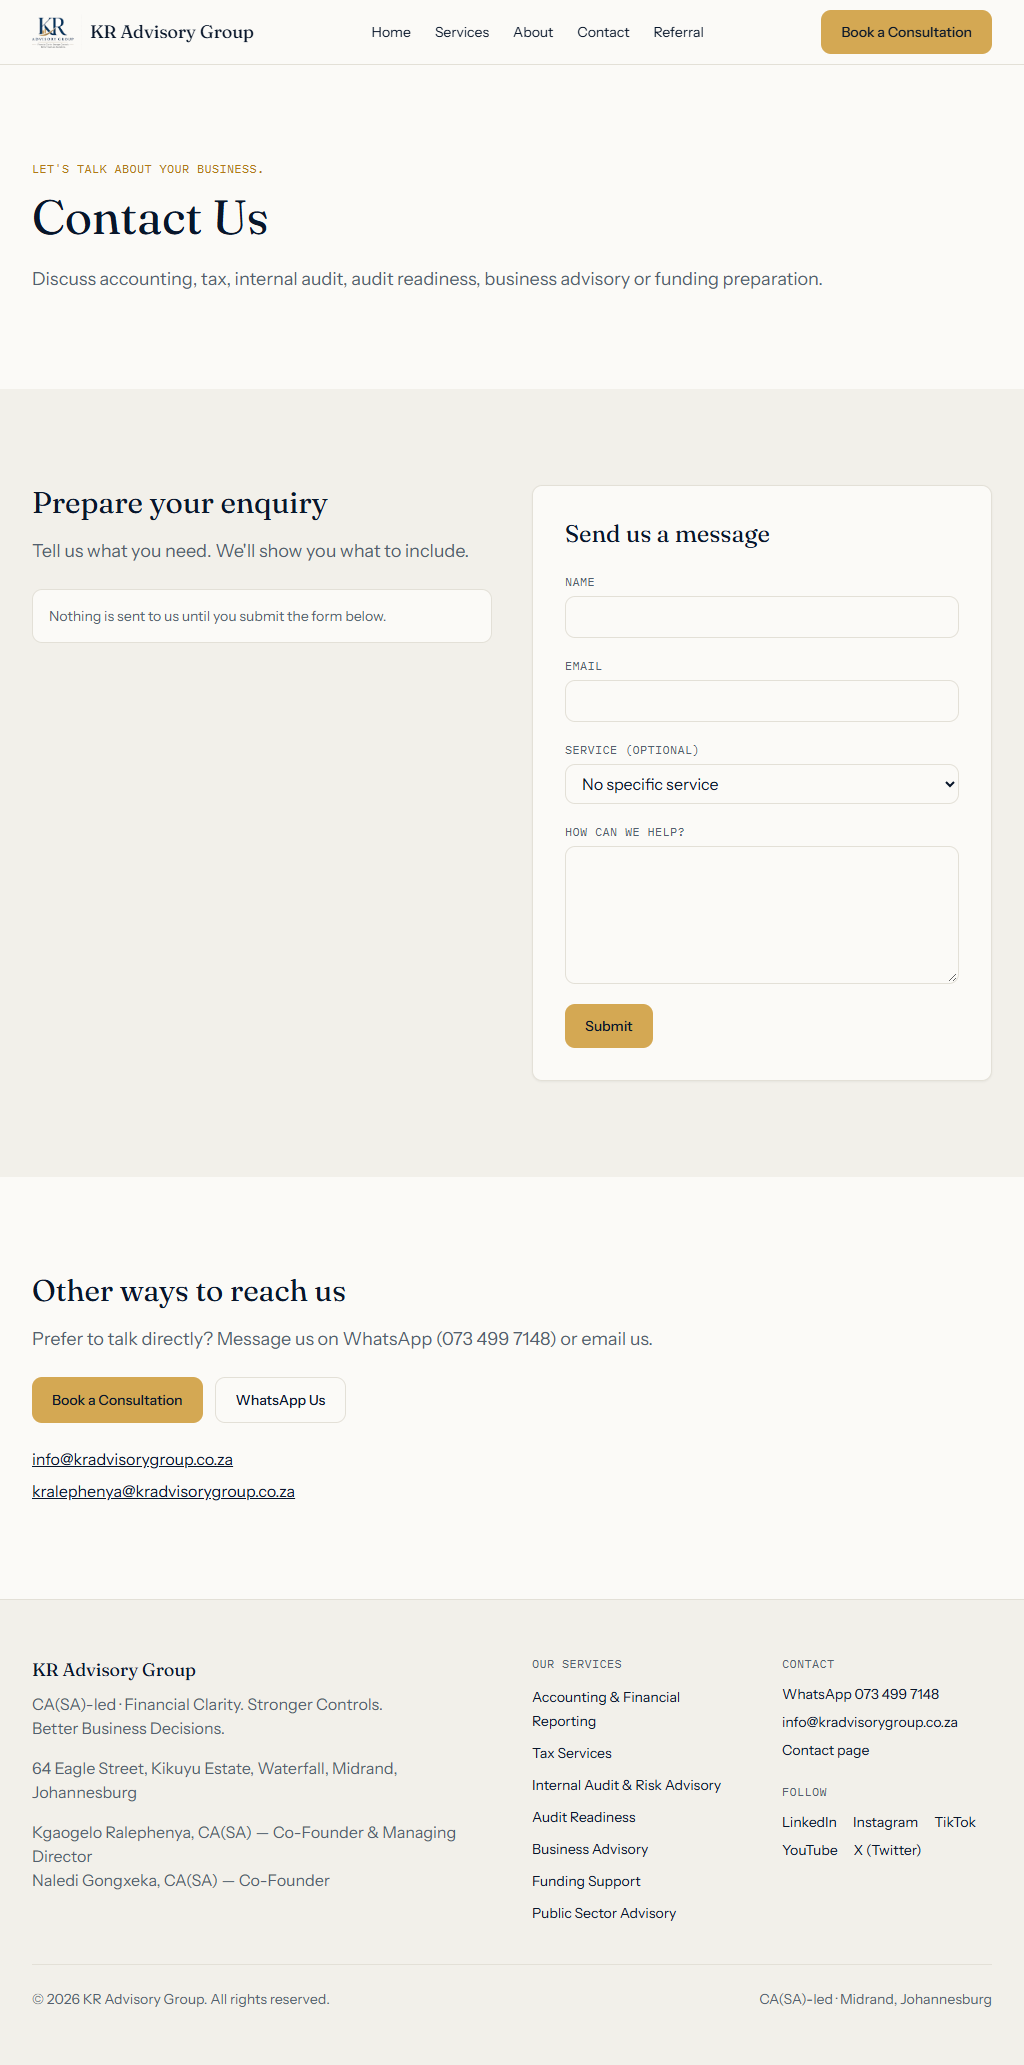 KR
ADVISORY GROUP
KR Advisory Group
Home
Services
About
Contact
Referral
Book a Consultation
LET'S TALK ABOUT YOUR BUSINESS.
Contact Us
Discuss accounting, tax, internal audit, audit readiness, business advisory or funding preparation.
Prepare your enquiry
Tell us what you need. We'll show you what to include.
Nothing is sent to us until you submit the form below.
Send us a message
NAME
EMAIL
SERVICE (OPTIONAL)
No specific service
HOW CAN WE HELP?
Submit
Other ways to reach us
Prefer to talk directly? Message us on WhatsApp (073 499 7148) or email us.
Book a Consultation
WhatsApp Us
info@kradvisorygroup.co.za
kralephenya@kradvisorygroup.co.za
KR Advisory Group
CA(SA)-led · Financial Clarity. Stronger Controls.
Better Business Decisions.
64 Eagle Street, Kikuyu Estate, Waterfall, Midrand,
Johannesburg
Kgaogelo Ralephenya, CA(SA) — Co-Founder & Managing
Director
Naledi Gongxeka, CA(SA) — Co-Founder
OUR SERVICES
Accounting & Financial
Reporting
Tax Services
Internal Audit & Risk Advisory
Audit Readiness
Business Advisory
Funding Support
Public Sector Advisory
CONTACT
WhatsApp 073 499 7148
info@kradvisorygroup.co.za
Contact page
FOLLOW
LinkedIn Instagram TikTok
YouTube X (Twitter)
© 2026 KR Advisory Group. All rights reserved.
CA(SA)-led · Midrand, Johannesburg